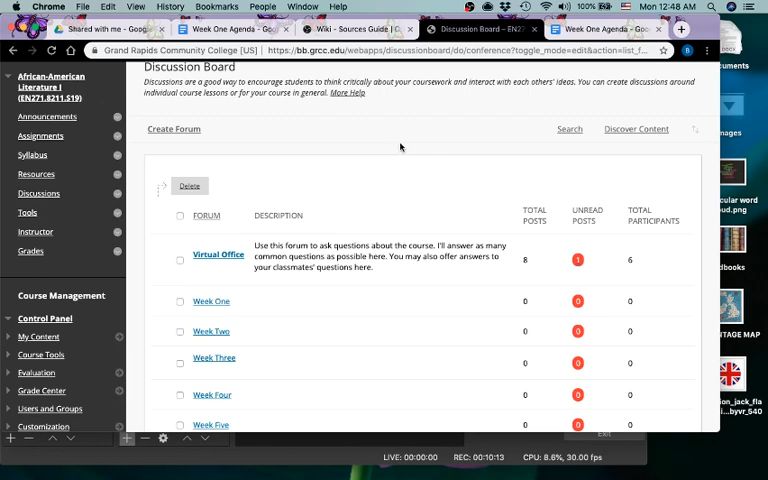 Chrome File Edit View History Bookmarks People Window Help 100% Mon 12:48 AM
Shared with me - Google Week One Agenda - Goo Wiki - Sources Guide | C Discussion Board – EN27 Week One Agenda - Goo
Grand Rapids Community College [US] | https://bb.grcc.edu/webapps/discussionboard/do/conference?toggle_mode=edit&action=list_f...
African-American
Literature I
(EN271.8211.S19)
Announcements
Assignments
Syllabus
Resources
Discussions
Tools
Instructor
Grades
Course Management
Control Panel
My Content
Course Tools
Evaluation
Grade Center
Users and Groups
Customization
Discussion Board
Discussions are a good way to encourage students to think critically about your coursework and interact with each others' ideas. You can create discussions around
individual course lessons or for your course in general. More Help
Create Forum Search Discover Content
Delete
FORUM DESCRIPTION TOTAL POSTS UNREAD POSTS TOTAL PARTICIPANTS
Virtual Office Use this forum to ask questions about the course. I'll answer as many
common questions as possible here. You may also offer answers to
your classmates' questions here. 8 1 6
Week One 0 0 0
Week Two 0 0 0
Week Three 0 0 0
Week Four 0 0 0
Week Five 0 0 0
Exit
LIVE: 00:00:00 REC: 00:10:13 CPU: 8.6%, 30.00 fps